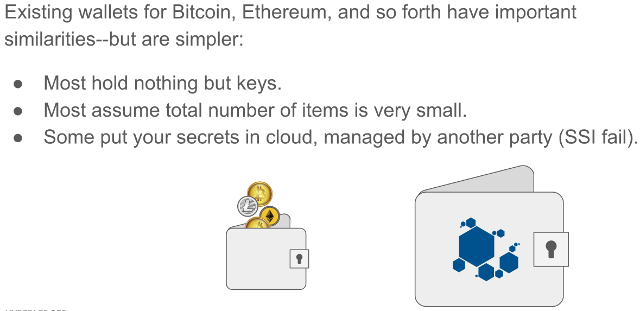 Existing wallets for Bitcoin, Ethereum, and so forth have important
similarities--but are simpler:
● Most hold nothing but keys.
● Most assume total number of items is very small.
● Some put your secrets in cloud, managed by another party (SSI fail).